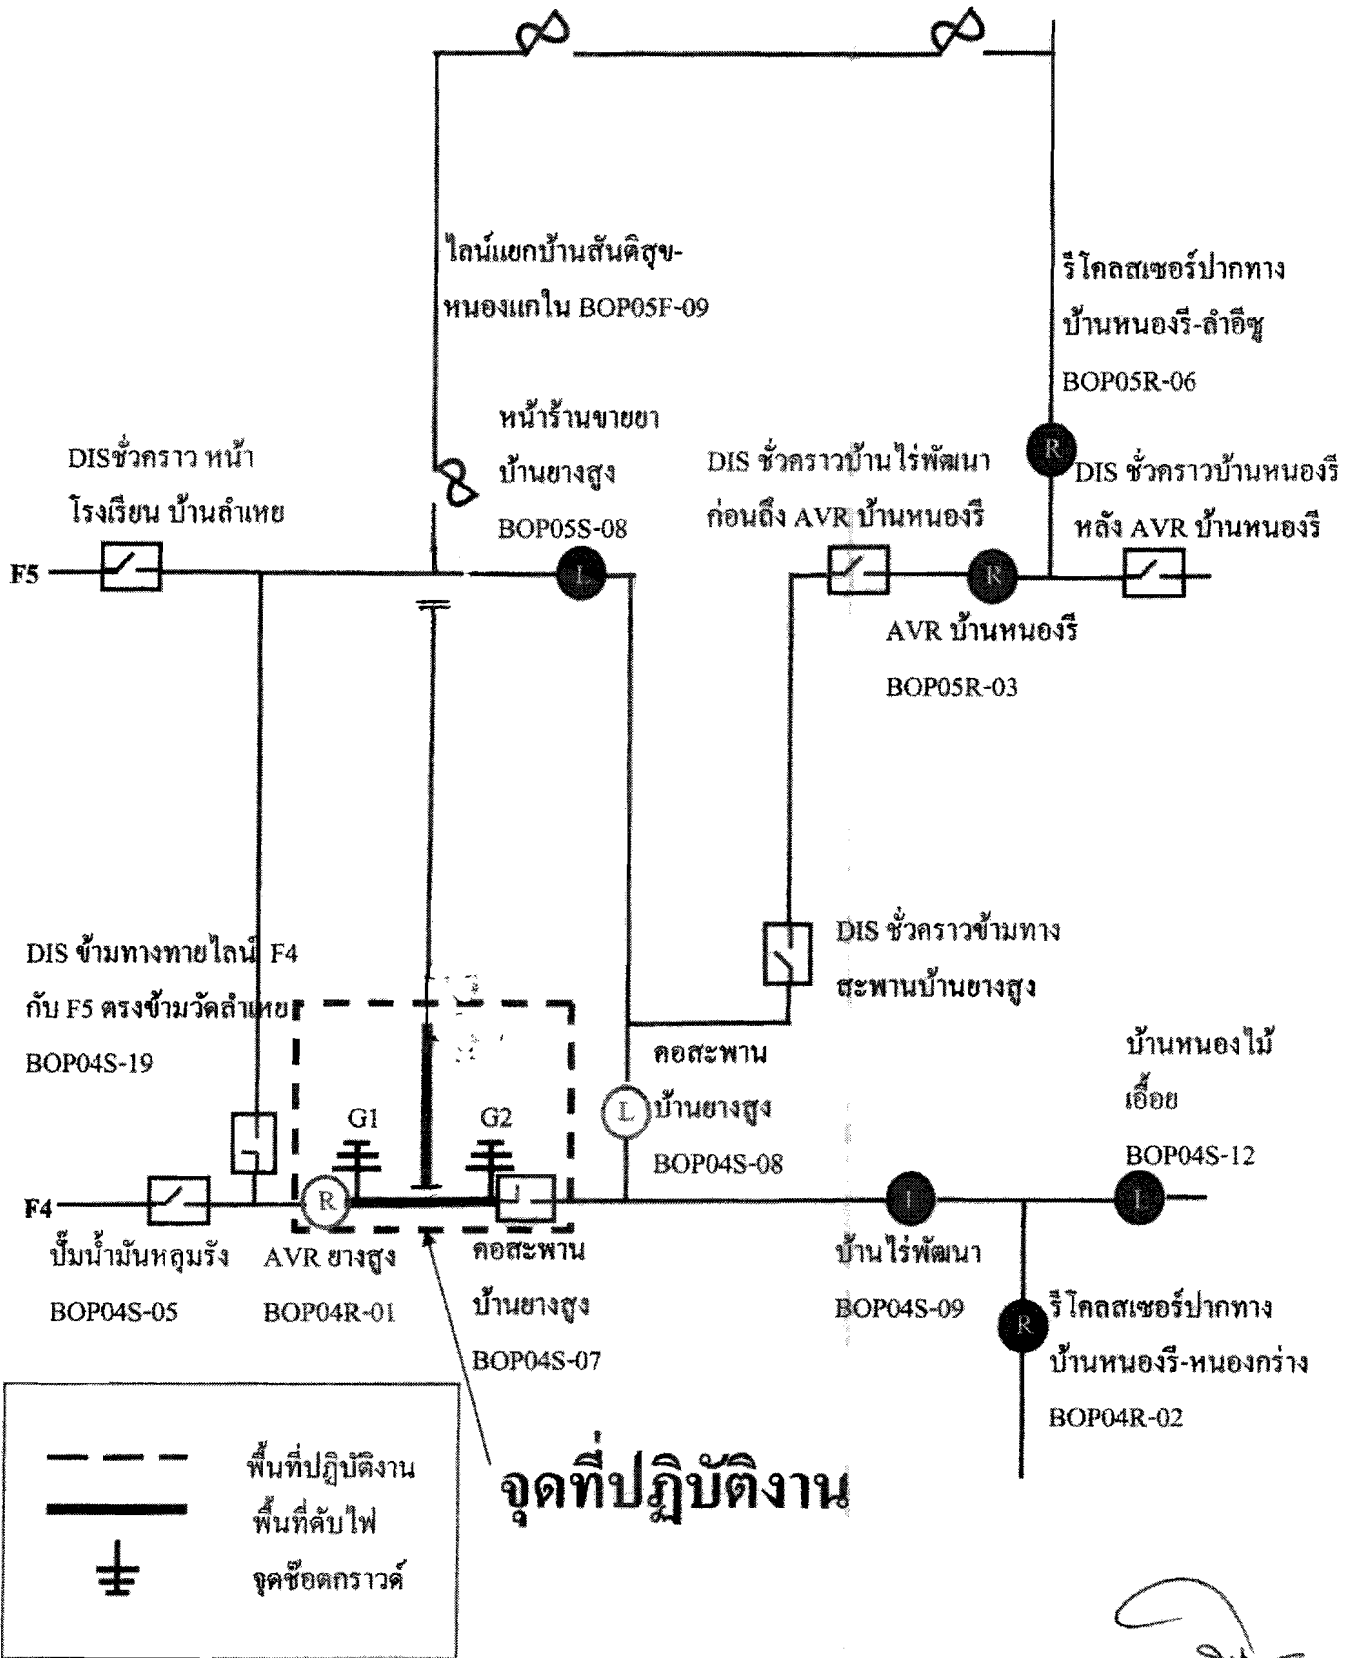 ไลน์แยกบ้านสันติสุข-
หนองแกใน BOP05F-09
รีโคลสเซอร์ปากทาง
บ้านหนองรี-ลำอีซู
BOP05R-06
R
หน้าร้านขายยา
บ้านยางสูง
BOP05S-08
L
DISชั่วคราว หน้า
โรงเรียน บ้านลำเหย
F5
DIS ชั่วคราวบ้านไร่พัฒนา
ก่อนถึง AVR บ้านหนองรี
DIS ชั่วคราวบ้านหนองรี
หลัง AVR บ้านหนองรี
R
AVR บ้านหนองรี
BOP05R-03
DIS ข้ามทางทายไลน์ F4
กับ F5 ตรงข้ามวัดลำเหย
BOP04S-19
DIS ชั่วคราวข้ามทาง
สะพานบ้านยางสูง
คอสะพาน
บ้านยางสูง
BOP04S-08
L
บ้านหนองไม้
เอื้อย
BOP04S-12
L
G1
G2
F4
R
ปั๊มน้ำมันหลุมรัง
BOP04S-05
AVR ยางสูง
BOP04R-01
คอสะพาน
บ้านยางสูง
BOP04S-07
L
บ้านไร่พัฒนา
BOP04S-09
R
รีโคลสเซอร์ปากทาง
บ้านหนองรี-หนองกร่าง
BOP04R-02
จุดที่ปฏิบัติงาน
พื้นที่ปฏิบัติงาน
พื้นที่ดับไฟ
จุดช๊อตกราวด์